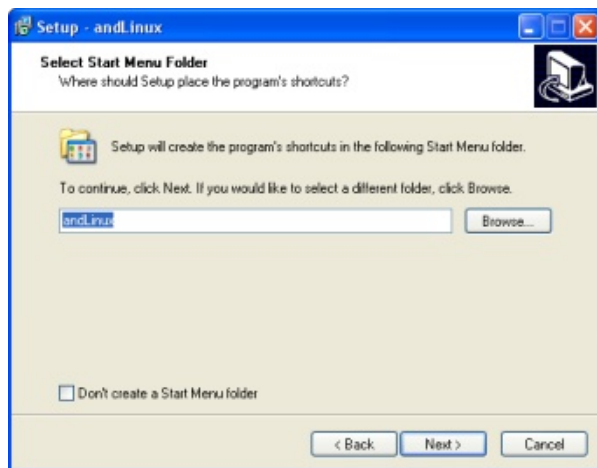 Setup - andLinux
Select Start Menu Folder
Where should Setup place the program's shortcuts?
Setup will create the program's shortcuts in the following Start Menu folder.
To continue, click Next. If you would like to select a different folder, click Browse.
andLinux
Browse...
Don't create a Start Menu folder
< Back
Next >
Cancel